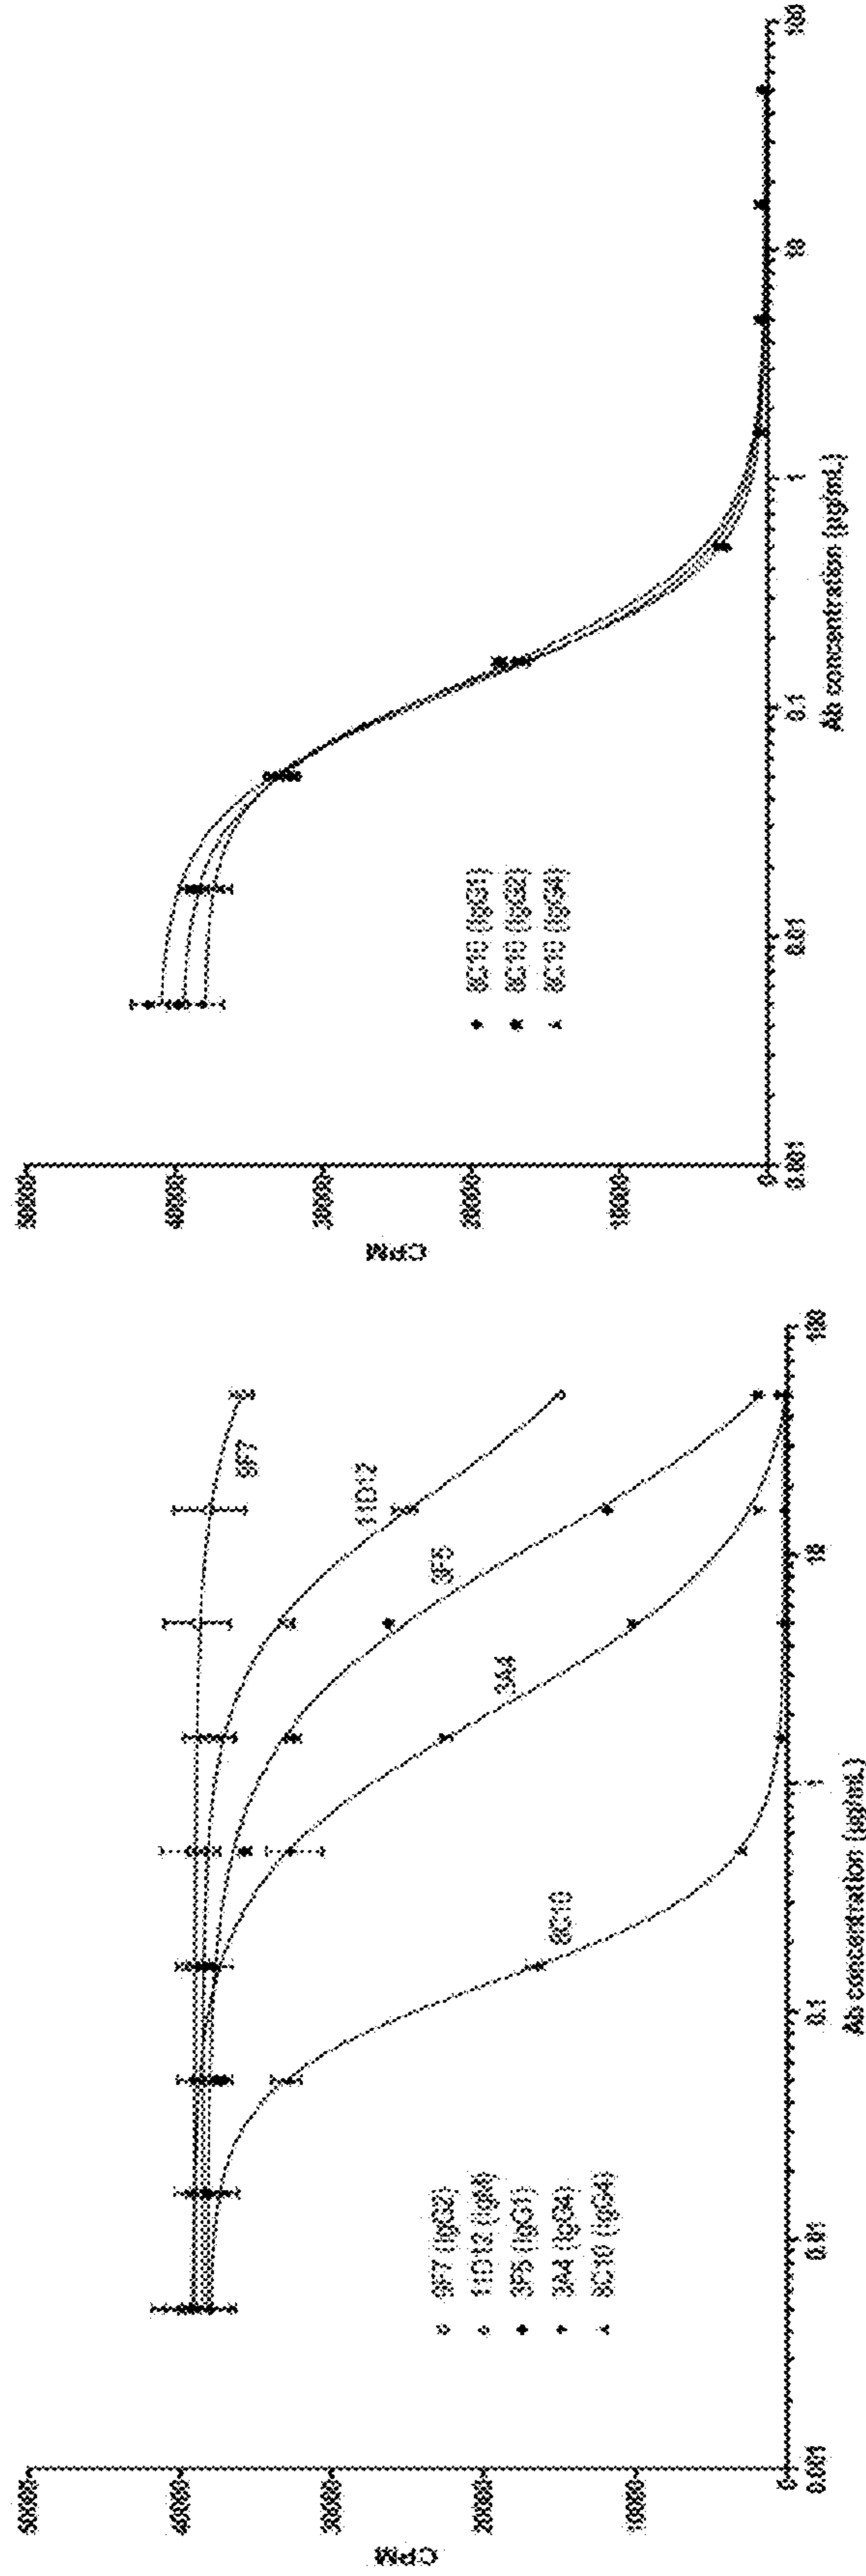 CPM
50000
40000
30000
20000
10000
0
0.001
0.01
0.1
1
10
100
Ab concentration (µg/mL)
9F7 (IgG2)
11D12 (IgM)
3F5 (IgG1)
3A4 (IgG4)
8C10 (IgG4)
9F7
11D12
3F5
3A4
8C10
CPM
50000
40000
30000
20000
10000
0
0.001
0.01
0.1
1
10
100
Ab concentration (µg/mL)
8C10 (IgG1)
8C10 (IgG2)
8C10 (IgG4)